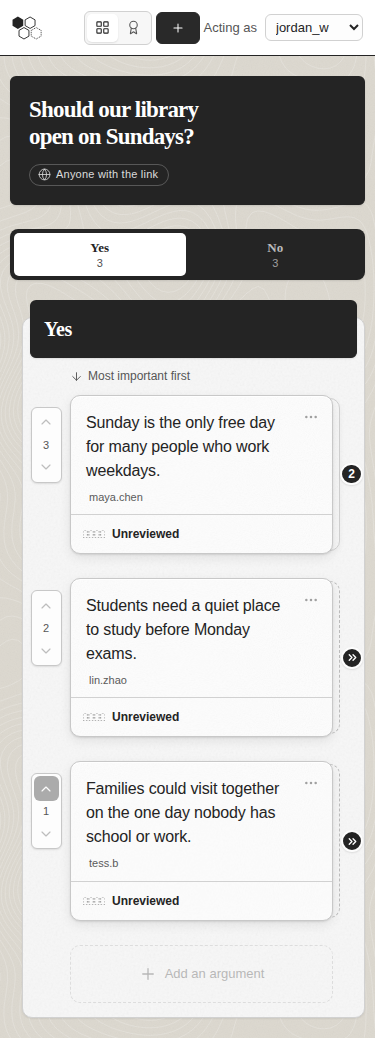 Acting as jordan_w
Should our library
open on Sundays?
Anyone with the link
Yes
3
No
3
Yes
Most important first
3
Sunday is the only free day
for many people who work
weekdays.
maya.chen
2
Unreviewed
2
Students need a quiet place
to study before Monday
exams.
lin.zhao
Unreviewed
1
Families could visit together
on the one day nobody has
school or work.
tess.b
Unreviewed
Add an argument